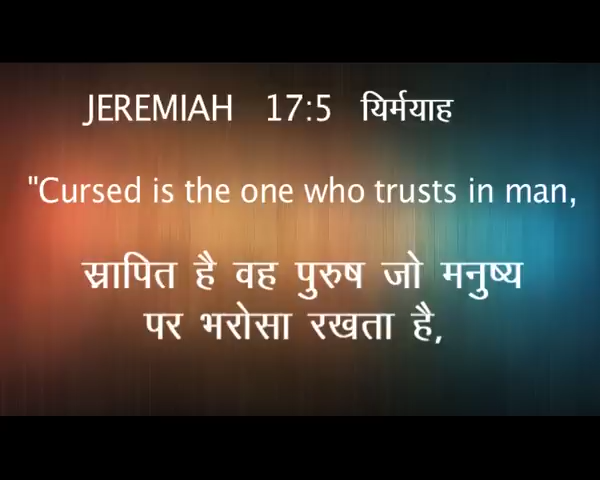 JEREMIAH 17:5 यिर्मयाह
"Cursed is the one who trusts in man,
स्रापित है वह पुरुष जो मनुष्य
पर भरोसा रखता है,